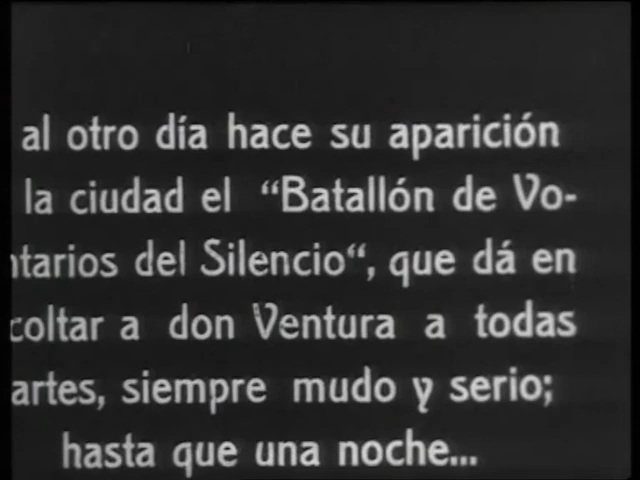 al otro día hace su aparición
la ciudad el “Batallón de Vo-
ntarios del Silencio“, que dá en
coltar a don Ventura a todas
artes, siempre mudo y serio;
hasta que una noche...